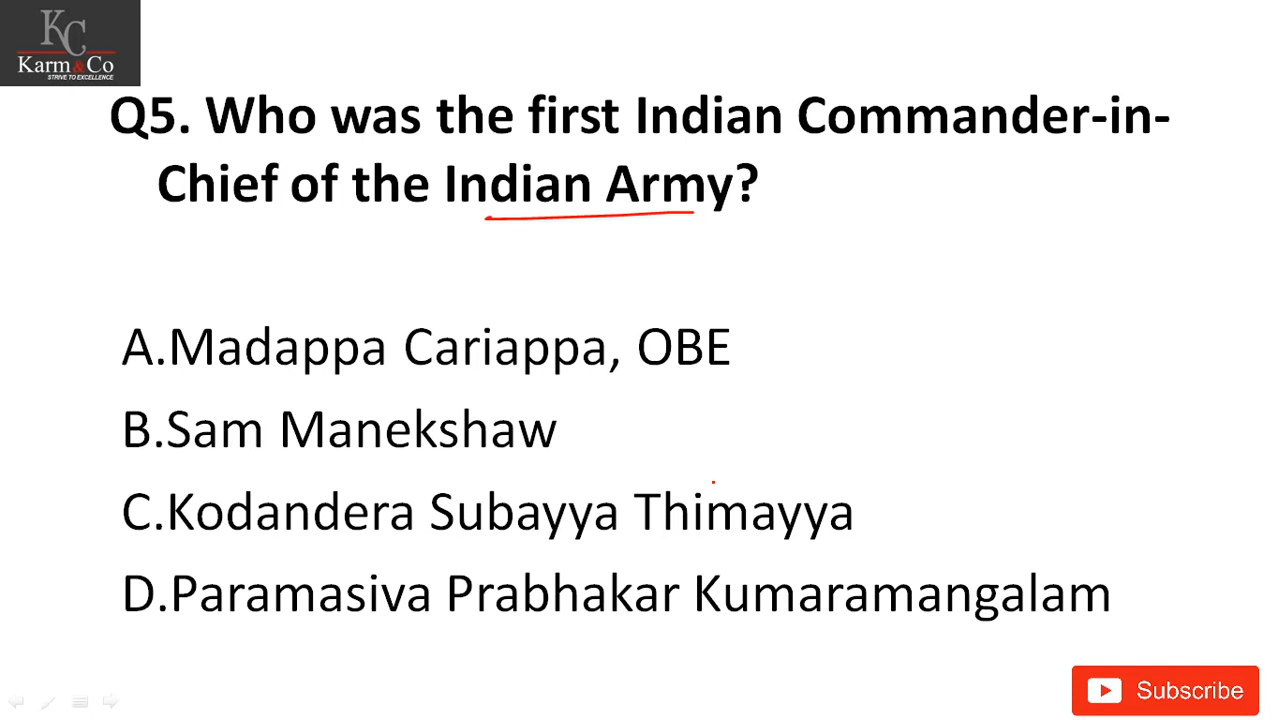 KC
Karm&Co
STRIVE TO EXCELLENCE
Q5. Who was the first Indian Commander-in-
Chief of the Indian Army?
A.Madappa Cariappa, OBE
B.Sam Manekshaw
C.Kodandera Subayya Thimayya
D.Paramasiva Prabhakar Kumaramangalam
Subscribe